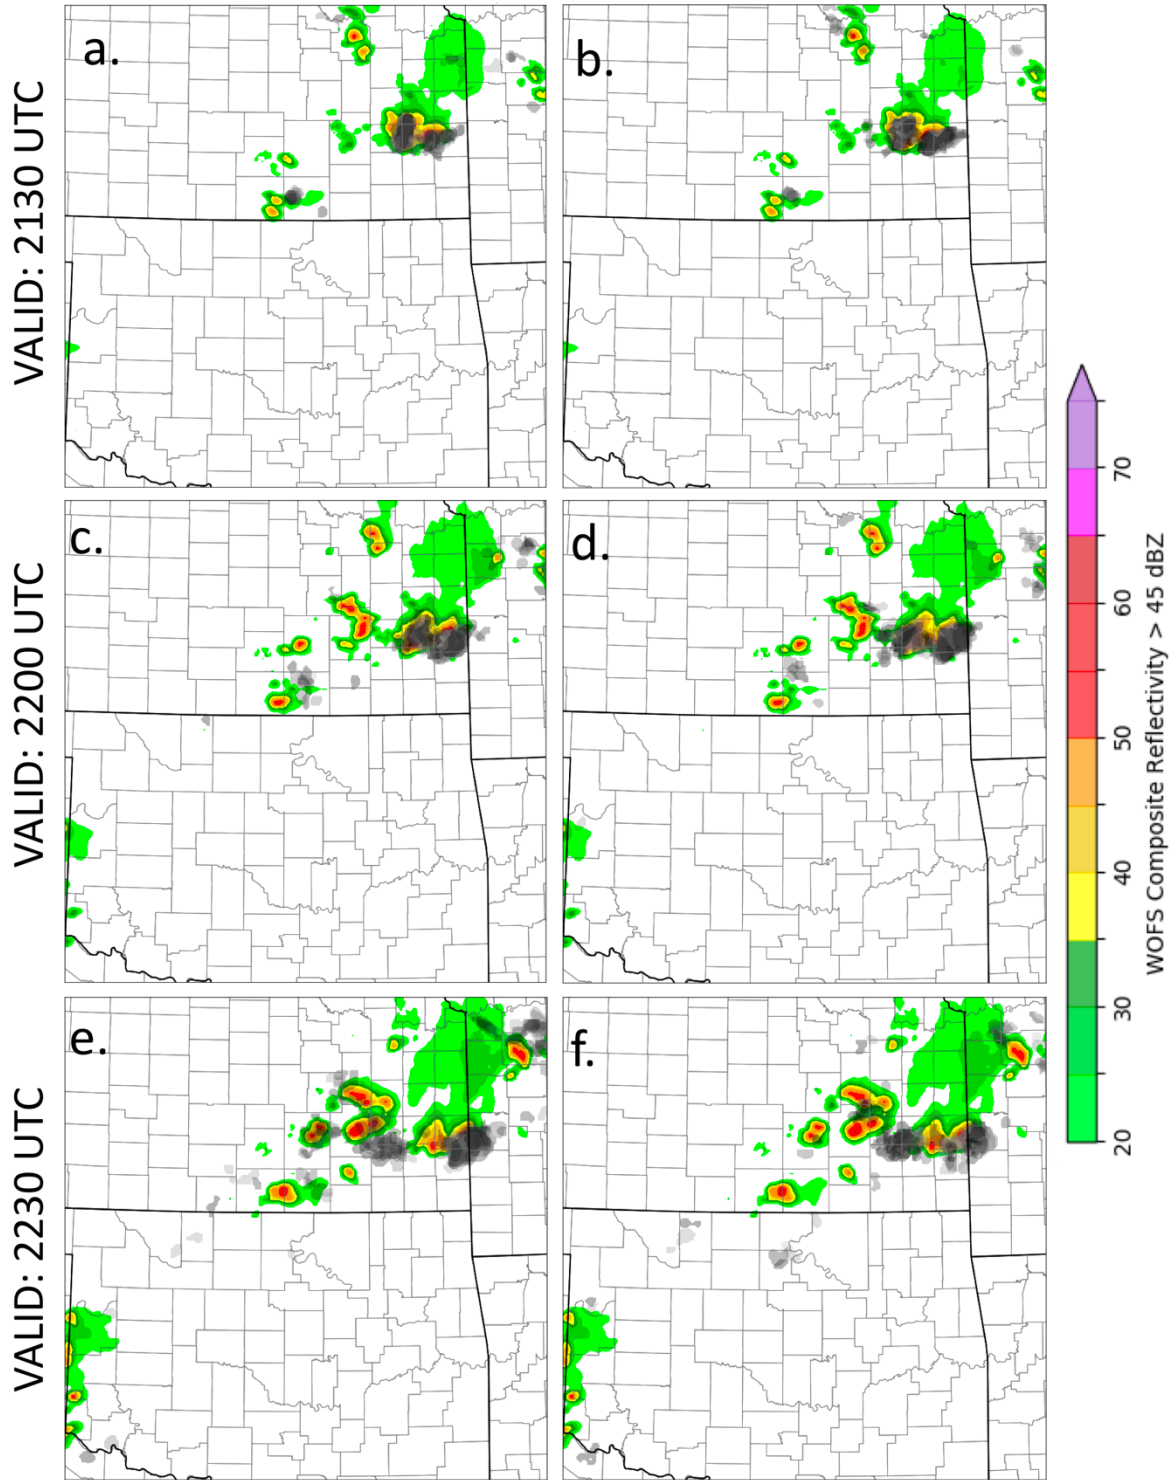 VALID: 2130 UTC
a.
b.
VALID: 2200 UTC
c.
d.
VALID: 2230 UTC
e.
f.
70
60
50
40
30
20
WOFS Composite Reflectivity > 45 dBZ